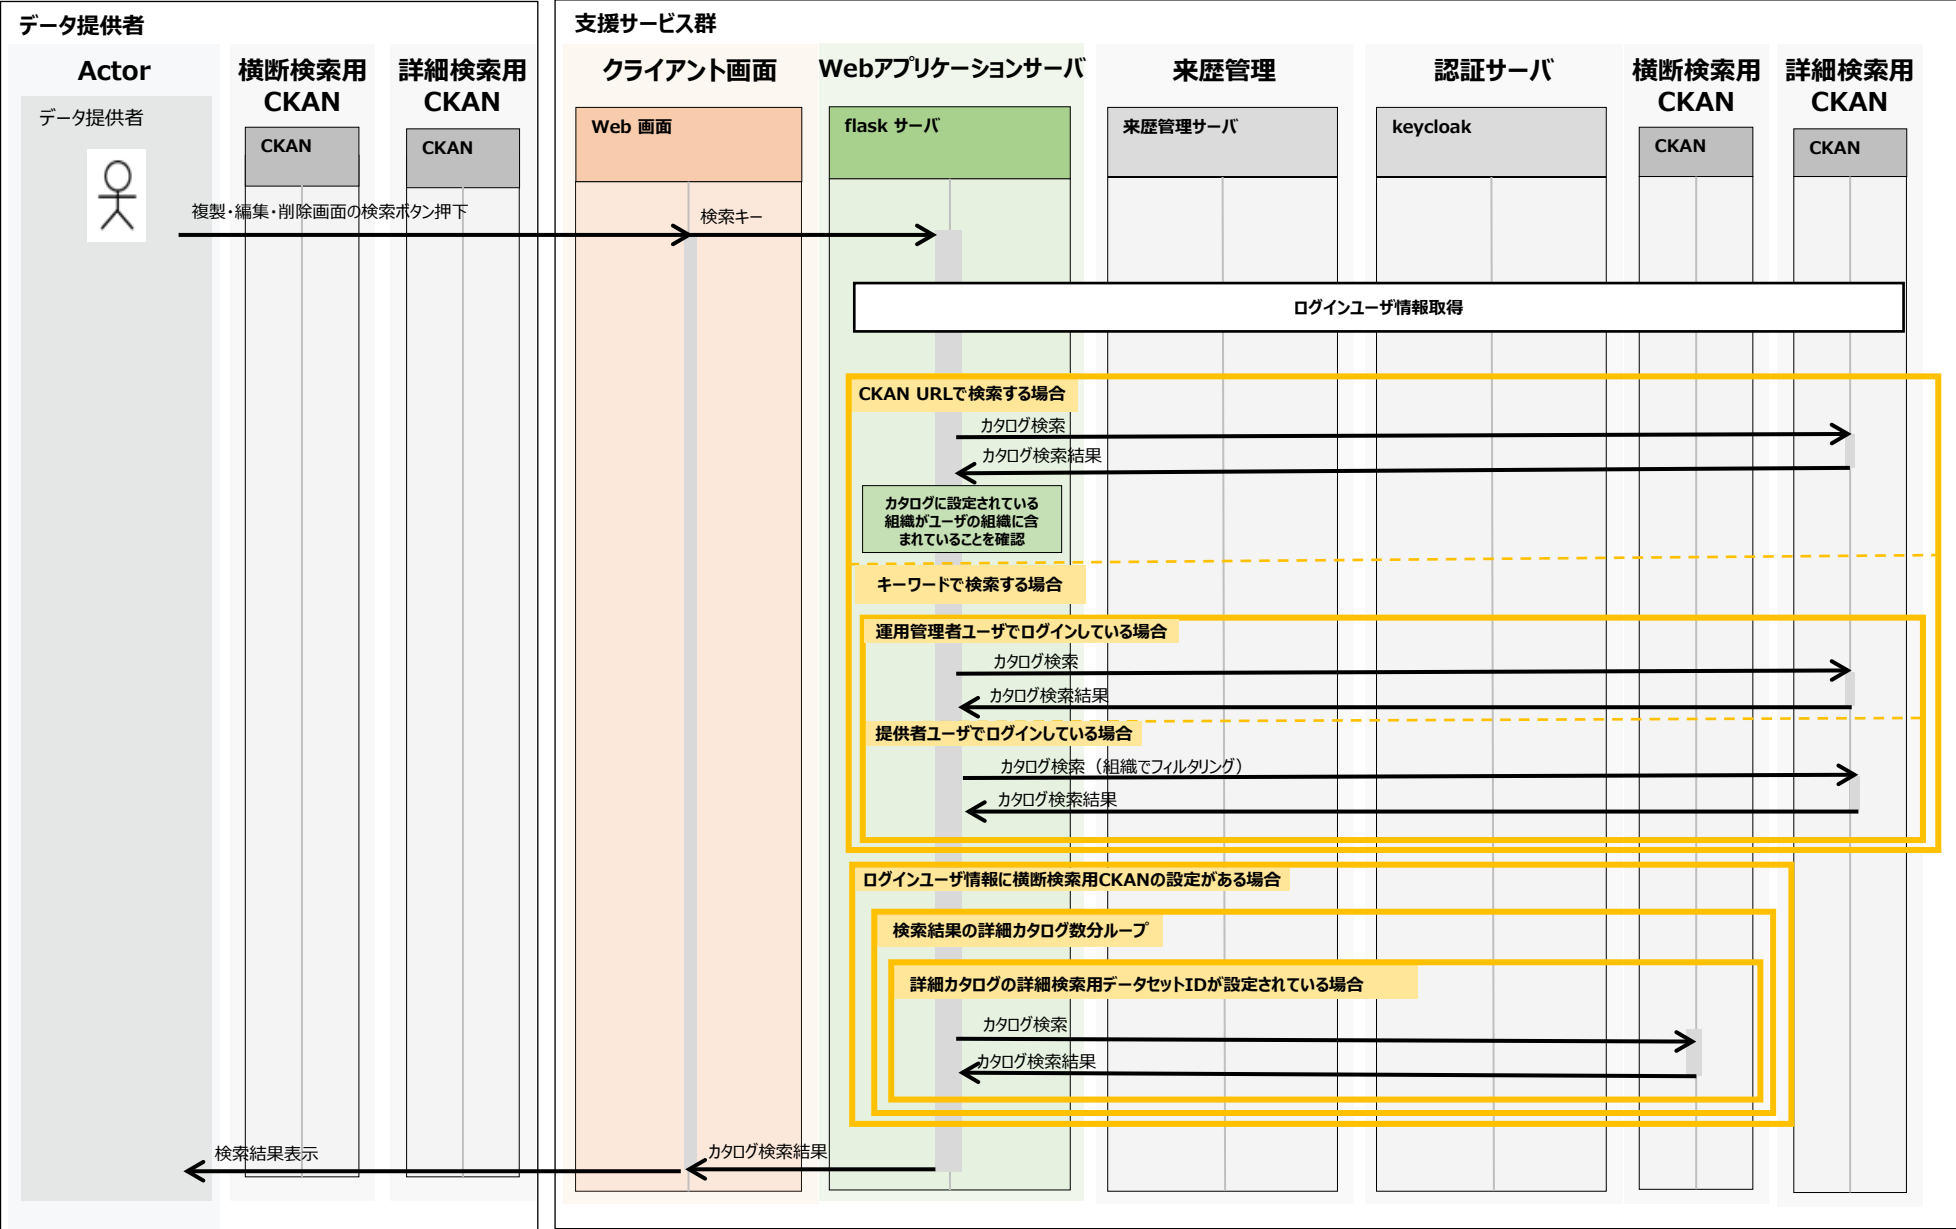 データ提供者
支援サービス群
Actor
横断検索用
CKAN
詳細検索用
CKAN
クライアント画面
Webアプリケーションサーバ
来歴管理
認証サーバ
横断検索用
CKAN
詳細検索用
CKAN
データ提供者
CKAN
CKAN
Web 画面
flask サーバ
来歴管理サーバ
keycloak
CKAN
CKAN
複製・編集・削除画面の検索ボタン押下
検索キー
ログインユーザ情報取得
CKAN URLで検索する場合
カタログ検索
カタログ検索結果
カタログに設定されている
組織がユーザの組織に含
まれていることを確認
キーワードで検索する場合
運用管理者ユーザでログインしている場合
カタログ検索
カタログ検索結果
提供者ユーザでログインしている場合
カタログ検索（組織でフィルタリング）
カタログ検索結果
ログインユーザ情報に横断検索用CKANの設定がある場合
検索結果の詳細カタログ数分ループ
詳細カタログの詳細検索用データセットIDが設定されている場合
カタログ検索
カタログ検索結果
カタログ検索結果
検索結果表示